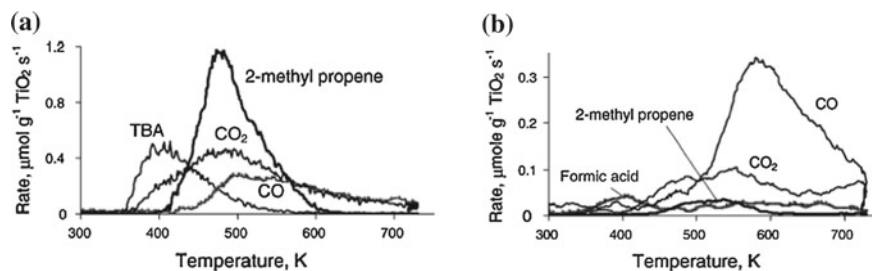 (a)
Rate, μmol g⁻¹ TiO₂ s⁻¹
1.2
0.8
0.4
0
2-methyl propene
TBA
CO₂
CO
300 400 500 600 700
Temperature, K
(b)
Rate, μmole g⁻¹ TiO₂ s⁻¹
0.3
0.2
0.1
0
CO
2-methyl propene
CO₂
Formic acid
300 400 500 600 700
Temperature, K